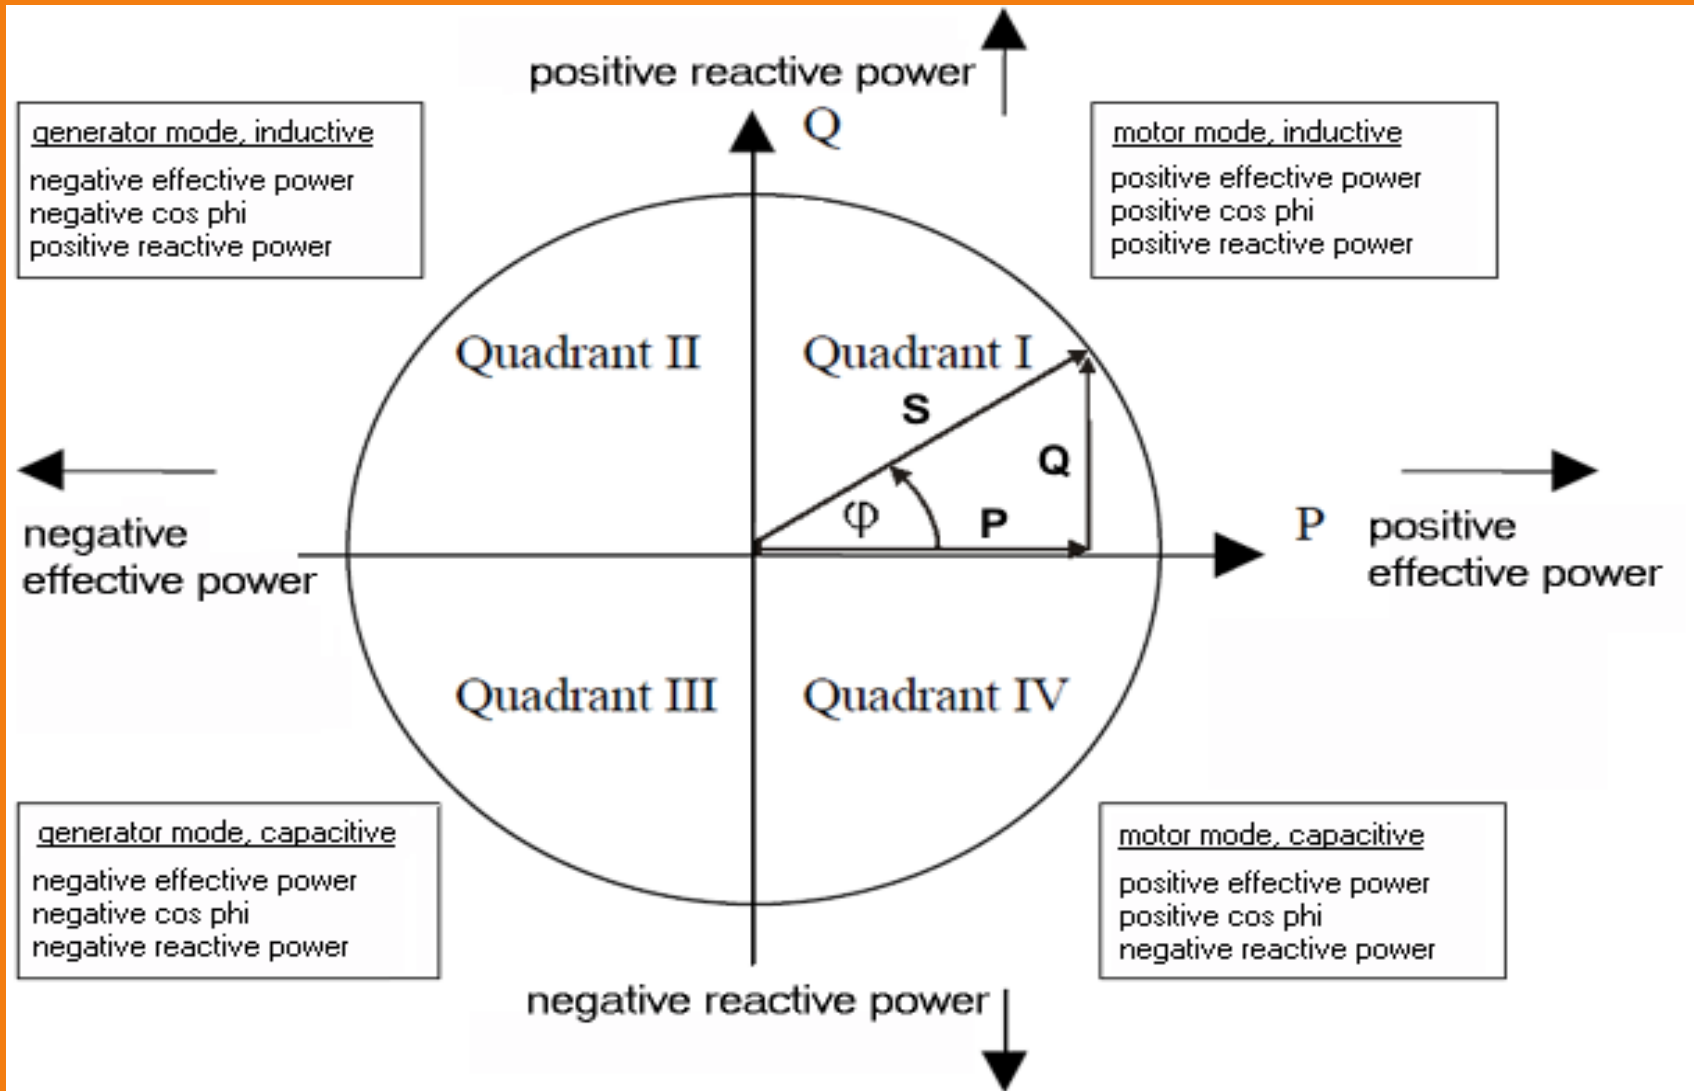 positive reactive power
Q
generator mode, inductive
negative effective power
negative cos phi
positive reactive power
motor mode, inductive
positive effective power
positive cos phi
positive reactive power
Quadrant II
Quadrant I
S
Q
φ
P
P
negative
effective power
positive
effective power
Quadrant III
Quadrant IV
generator mode, capacitive
negative effective power
negative cos phi
negative reactive power
motor mode, capacitive
positive effective power
positive cos phi
negative reactive power
negative reactive power